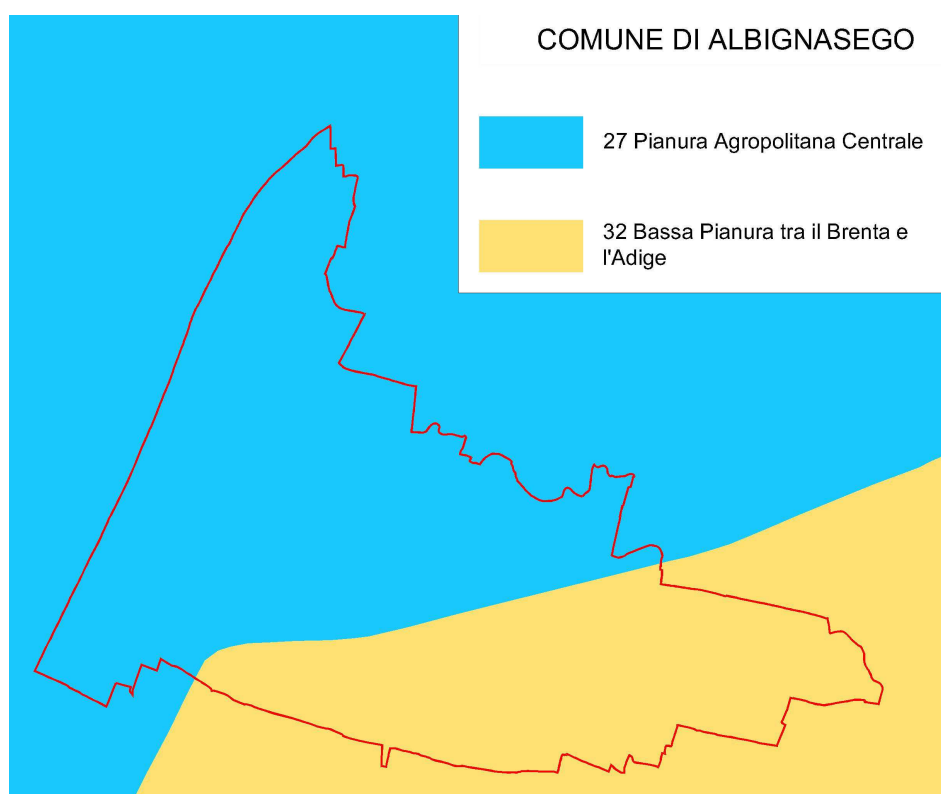 COMUNE DI ALBIGNASEGO
27 Pianura Agropolitana Centrale
32 Bassa Pianura tra il Brenta e
l'Adige